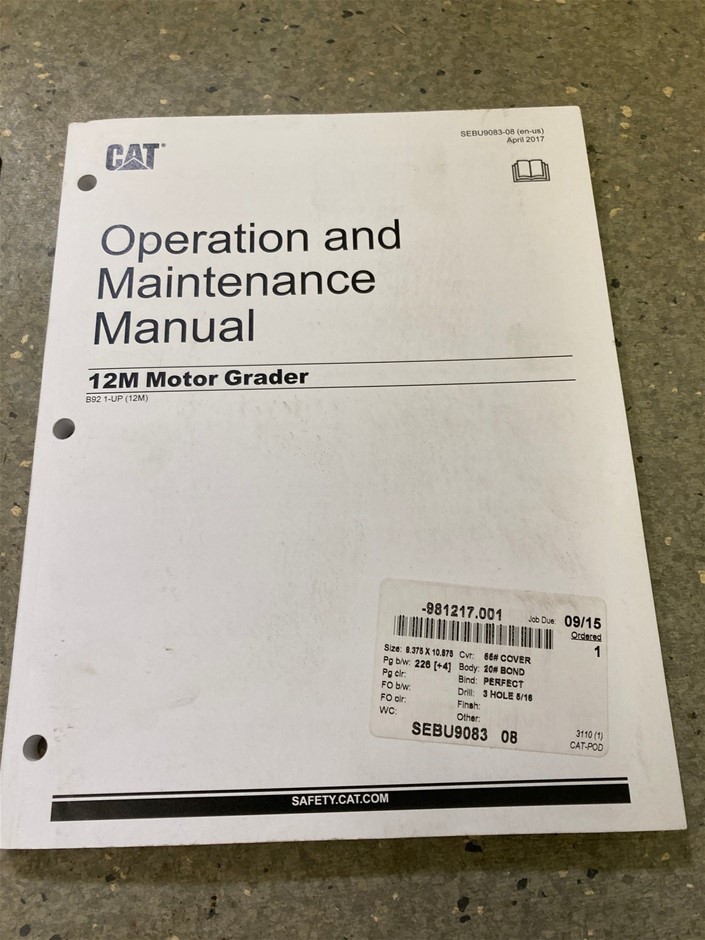 CAT®
SEBU9083-08 (en-us)
April 2017
Operation and
Maintenance
Manual
12M Motor Grader
B92 1-UP (12M)
-981217.001
Job Due: 09/15
Ordered
1
Size: 8.375 X 10.875 Cvr: 65# COVER
Pg b/w: 226 [+4] Body: 20# BOND
Pg clr: Bind: PERFECT
FO b/w: Drill: 3 HOLE 5/16
FO clr: Finsh:
WC: Other:
SEBU9083 08
3110 (1)
CAT-POD
SAFETY.CAT.COM